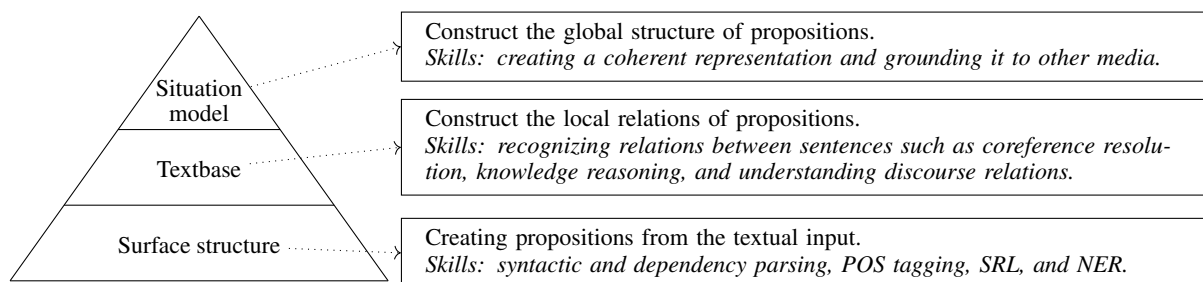 Situation
model
Construct the global structure of propositions.
Skills: creating a coherent representation and grounding it to other media.
Textbase
Construct the local relations of propositions.
Skills: recognizing relations between sentences such as coreference resolu-
tion, knowledge reasoning, and understanding discourse relations.
Surface structure
Creating propositions from the textual input.
Skills: syntactic and dependency parsing, POS tagging, SRL, and NER.